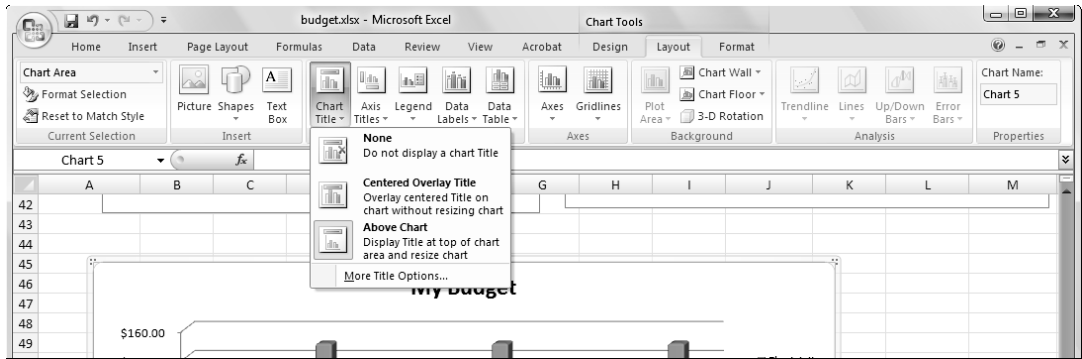 budget.xlsx - Microsoft Excel
Chart Tools
Home Insert Page Layout Formulas Data Review View Acrobat Design Layout Format
Chart Area
Format Selection
Reset to Match Style
Current Selection
Picture Shapes Text Box
Insert
Chart Title Axis Titles Legend Data Labels Data Table
Axes Gridlines
Axes
Plot Area
Chart Wall
Chart Floor
3-D Rotation
Background
Trendline Lines Up/Down Bars Error Bars
Analysis
Chart Name:
Chart 5
Properties
None
Do not display a chart Title
Centered Overlay Title
Overlay centered Title on
chart without resizing chart
Above Chart
Display Title at top of chart
area and resize chart
More Title Options...
Chart 5 fx
A B C G H I J K L M
42
43
44
45
46
My Budget
47
48
$160.00
49